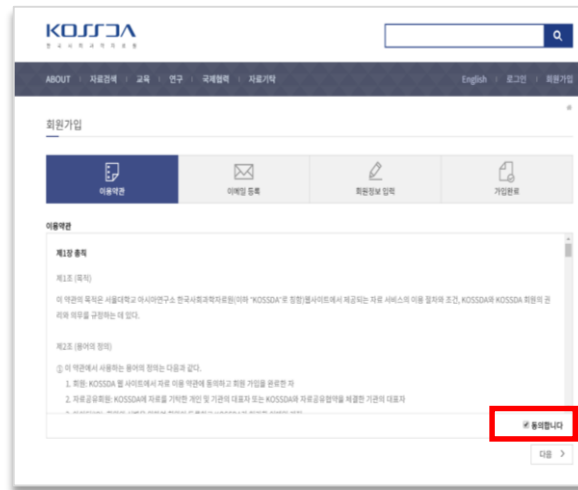 KOSSDA
한국사회과학자료원
ABOUT 자료검색 교육 연구 국제협력 자료기탁 English 로그인 회원가입
회원가입
이용약관 이메일 등록 회원정보 입력 가입완료
이용약관
제1장 총칙
제1조 (목적)
이 약관의 목적은 서울대학교 아시아연구소 한국사회과학자료원(이하 "KOSSDA"로 칭함)웹사이트에서 제공되는 자료 서비스의 이용 절차와 조건, KOSSDA와 KOSSDA 회원의 권
리와 의무를 규정하는 데 있다.
제2조 (용어의 정의)
① 이 약관에서 사용하는 용어의 정의는 다음과 같다.
1. 회원: KOSSDA 웹 사이트에서 자료 이용 약관에 동의하고 회원 가입을 완료한 자
2. 자료공유회원: KOSSDA에 자료를 기탁한 개인 및 기관의 대표자 또는 KOSSDA와 자료공유협약을 체결한 기관의 대표자
동의합니다
다음 >